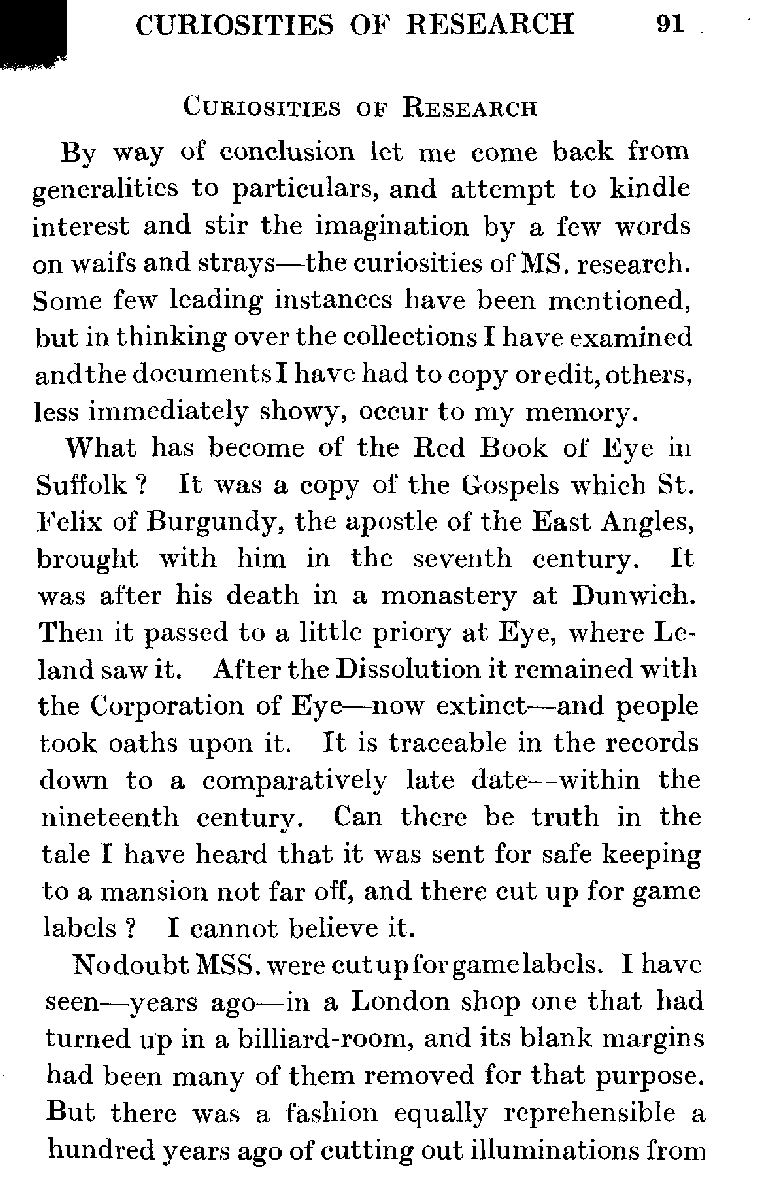 CURIOSITIES OF RESEARCH 91
CURIOSITIES OF RESEARCH
By way of conclusion let me come back from
generalities to particulars, and attempt to kindle
interest and stir the imagination by a few words
on waifs and strays—the curiosities of MS. research.
Some few leading instances have been mentioned,
but in thinking over the collections I have examined
and the documents I have had to copy or edit, others,
less immediately showy, occur to my memory.
What has become of the Red Book of Eye in
Suffolk? It was a copy of the Gospels which St.
Felix of Burgundy, the apostle of the East Angles,
brought with him in the seventh century. It
was after his death in a monastery at Dunwich.
Then it passed to a little priory at Eye, where Le-
land saw it. After the Dissolution it remained with
the Corporation of Eye—now extinct—and people
took oaths upon it. It is traceable in the records
down to a comparatively late date—within the
nineteenth century. Can there be truth in the
tale I have heard that it was sent for safe keeping
to a mansion not far off, and there cut up for game
labels? I cannot believe it.
No doubt MSS. were cut up for game labels. I have
seen—years ago—in a London shop one that had
turned up in a billiard-room, and its blank margins
had been many of them removed for that purpose.
But there was a fashion equally reprehensible a
hundred years ago of cutting out illuminations from